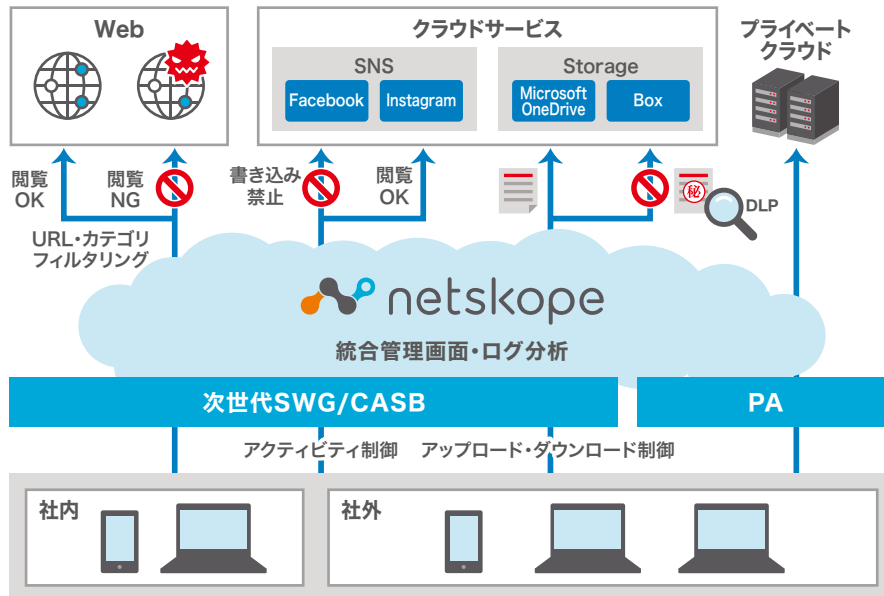 Web
クラウドサービス
プライベート
クラウド
SNS
Storage
Facebook
Instagram
Microsoft
OneDrive
Box
閲覧
OK
閲覧
NG
書き込み
禁止
閲覧
OK
秘
DLP
URL・カテゴリ
フィルタリング
netskope
統合管理画面・ログ分析
次世代SWG/CASB
PA
アクティビティ制御
アップロード・ダウンロード制御
社内
社外